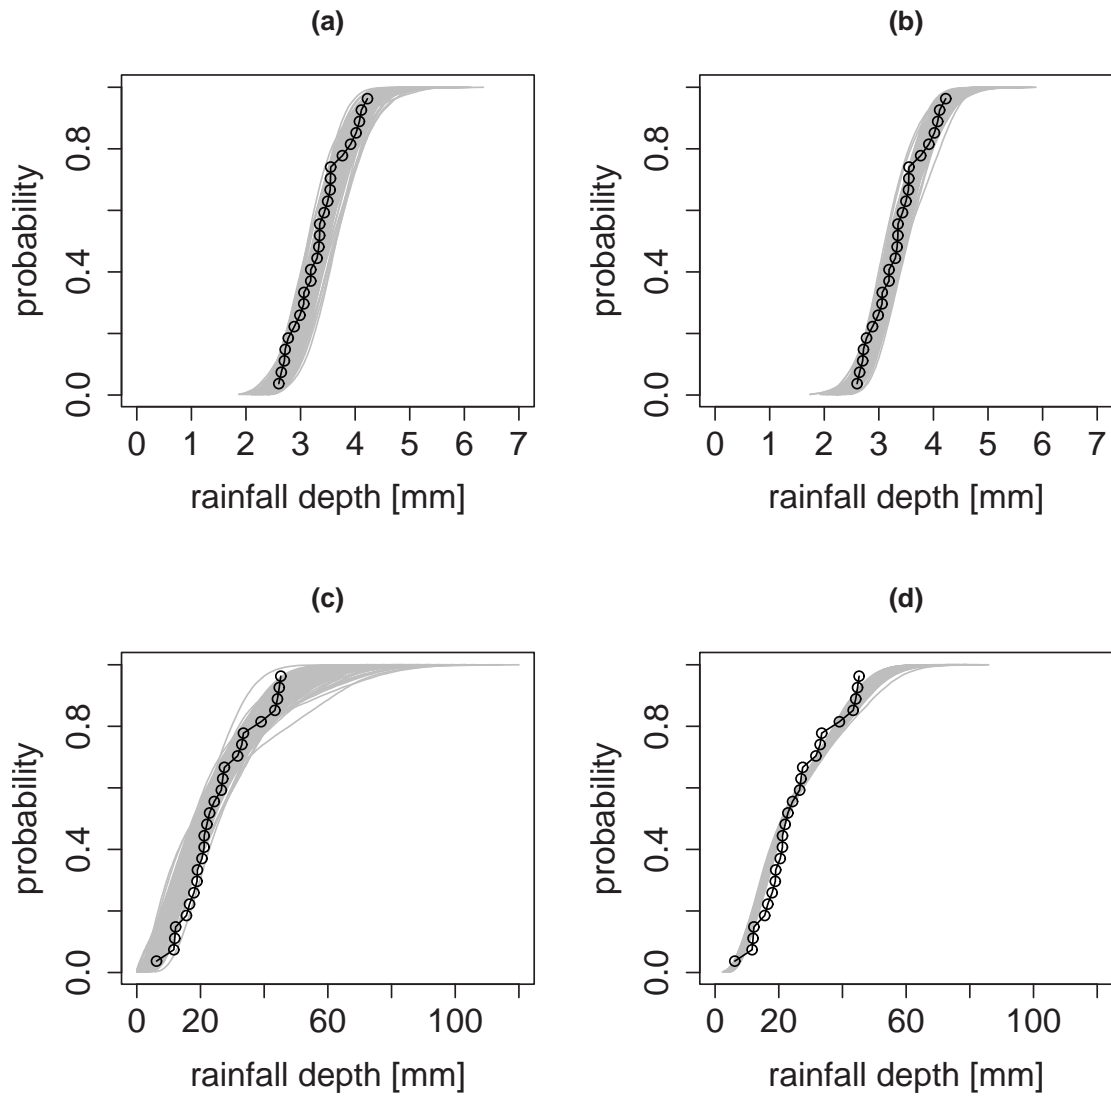 (a)
(b)
probability
0.0 0.4 0.8
0 1 2 3 4 5 6 7
rainfall depth [mm]
probability
0.0 0.4 0.8
0 1 2 3 4 5 6 7
rainfall depth [mm]
(c)
(d)
probability
0.0 0.4 0.8
0 20 60 100
rainfall depth [mm]
probability
0.0 0.4 0.8
0 20 60 100
rainfall depth [mm]